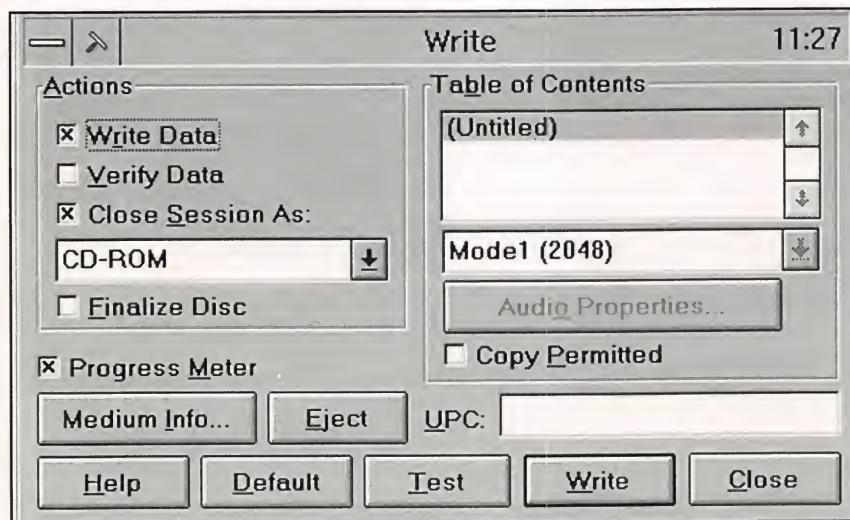 Write 11:27
Actions
Write Data
Verify Data
Close Session As:
CD-ROM
Finalize Disc
Progress Meter
Medium Info... Eject
Table of Contents
(Untitled)
Mode1 (2048)
Audio Properties...
Copy Permitted
UPC:
Help Default Test Write Close